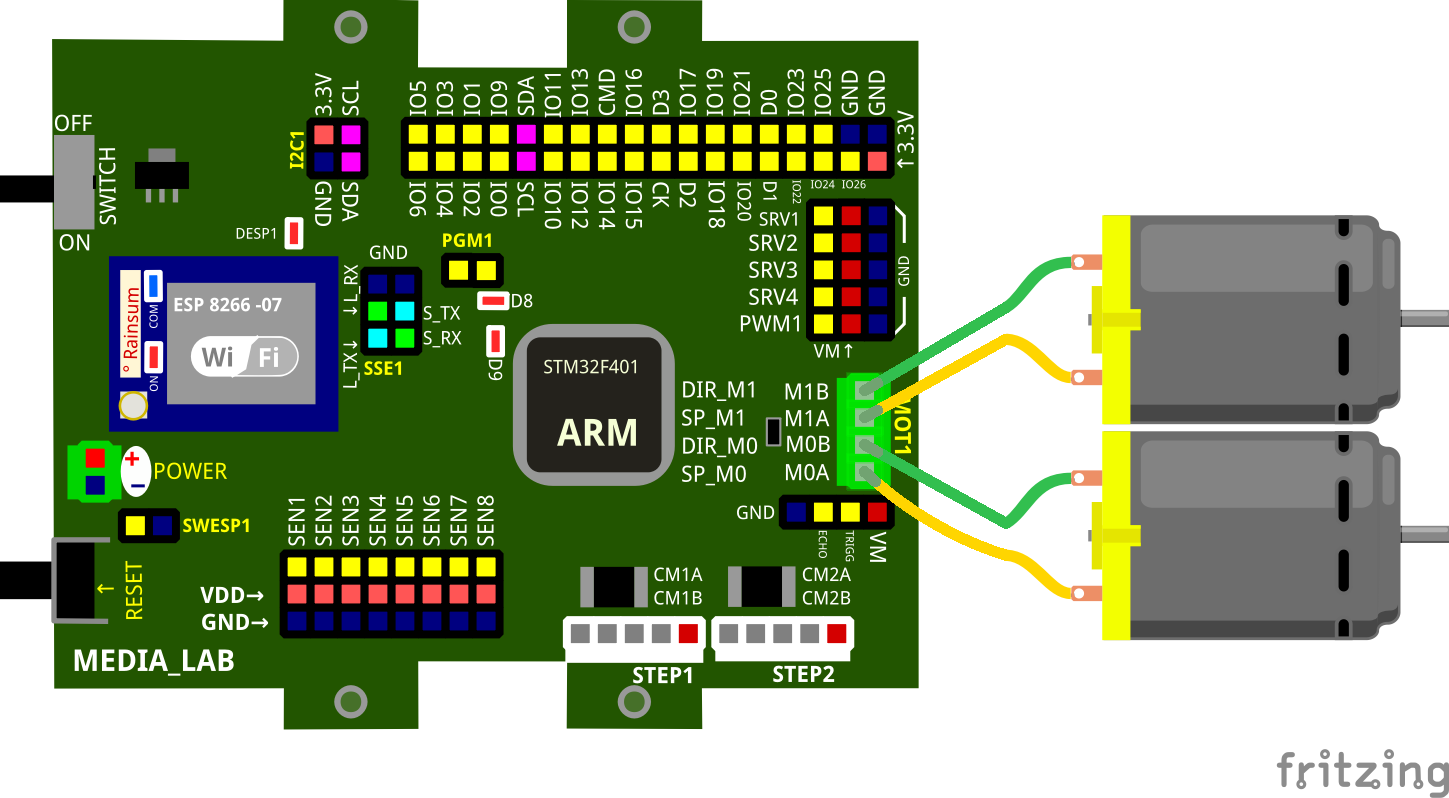 OFF
SWITCH
ON
I2C1
3.3V
SCL
GND
SDA
IO5
IO3
IO1
IO9
SDA
IO11
IO13
CMD
IO16
D3
IO17
IO19
IO21
D0
IO23
IO25
GND
GND
↑3.3V
IO6
IO4
IO2
IO0
SCL
IO10
IO12
IO14
IO15
CK
D2
IO18
IO20
D1
IO22
IO24
IO26
DESP1
GND
PGM1
SRV1
SRV2
SRV3
SRV4
PWM1
GND
VM↑
° Rainsum
COM
ON
ESP 8266 -07
Wi Fi
→ L_RX
L_TX →
S_TX
S_RX
SSE1
D8
D9
STM32F401
ARM
DIR_M1
SP_M1
DIR_M0
SP_M0
M1B
M1A
M0B
M0A
MOT1
+
–
POWER
SWESP1
SEN1
SEN2
SEN3
SEN4
SEN5
SEN6
SEN7
SEN8
GND
ECHO
TRIGG
VM
↑
RESET
VDD→
GND→
CM1A
CM1B
CM2A
CM2B
MEDIA_LAB
STEP1
STEP2
fritzing